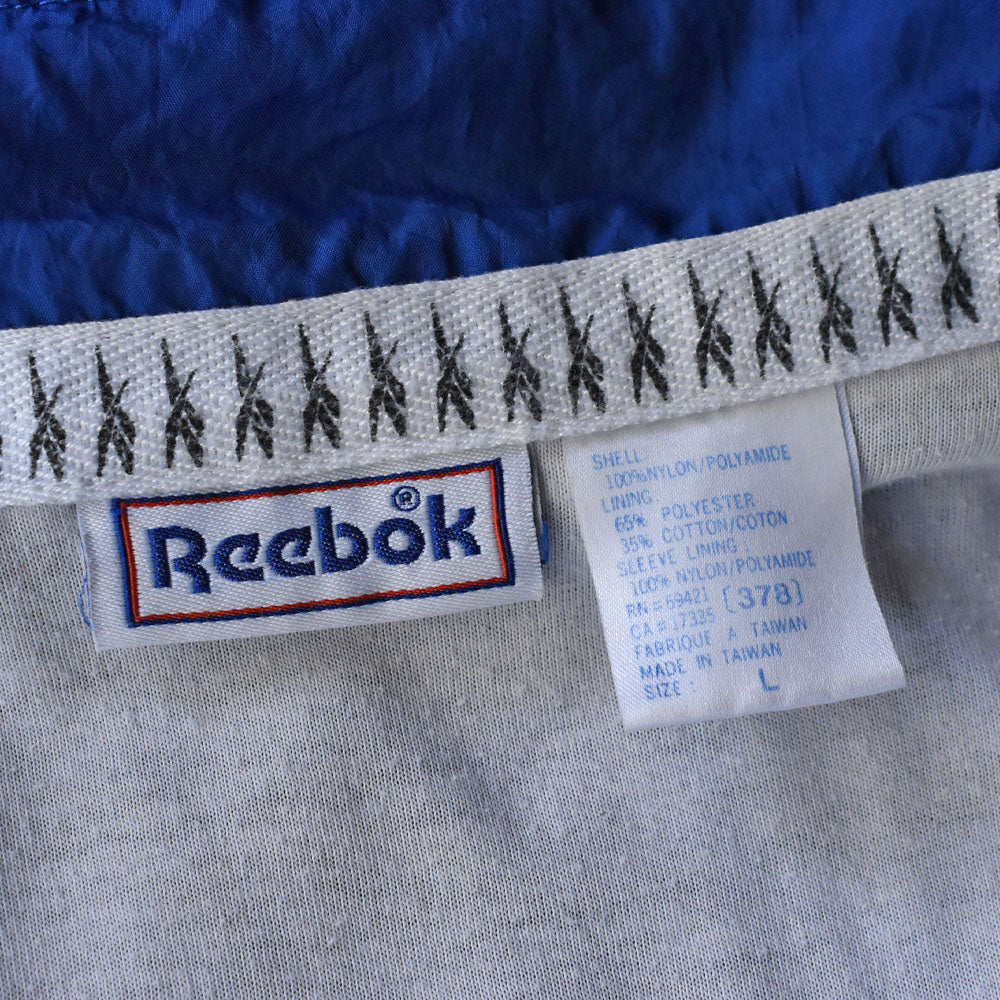 Reebok®
SHELL
100%NYLON/POLYAMIDE
LINING
65% POLYESTER
35% COTTON/COTON
SLEEVE LINING :
100% NYLON/POLYAMIDE
RN = 69421 [378]
CA = 17335
FABRIQUE A TAIWAN
MADE IN TAIWAN
SIZE : L